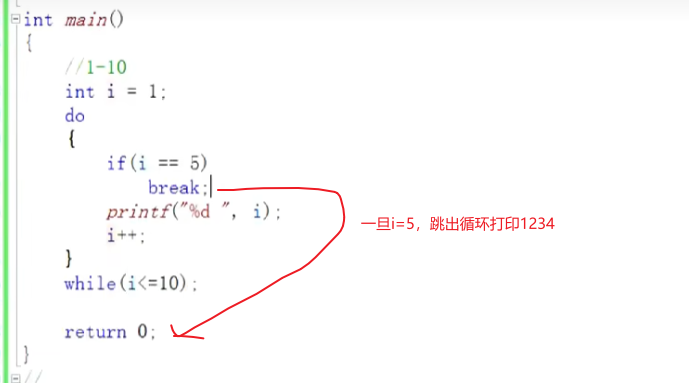 int main()
{
//1-10
int i = 1;
do
{
if(i == 5)
break;
printf("%d ", i);
i++;
}
while(i<=10);
return 0;
}
//
一旦i=5，跳出循环打印1234